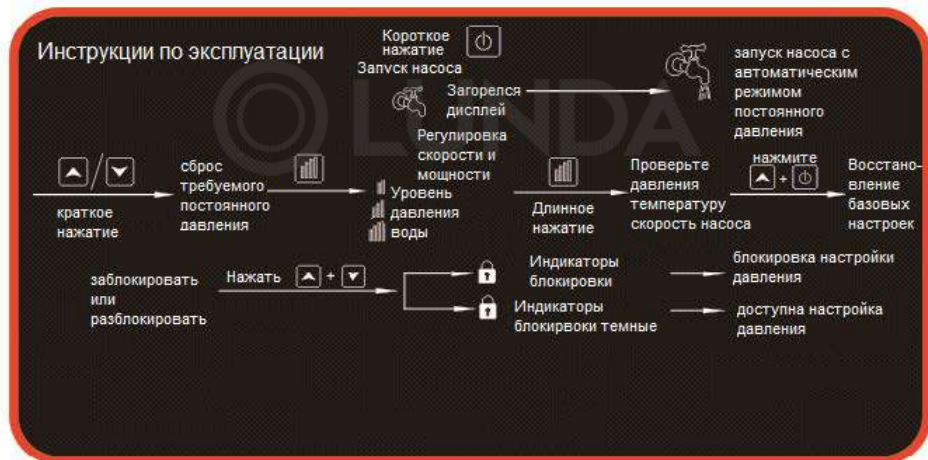 Инструкции по эксплуатации
Короткое
нажатие
Запуск насоса
Загорелся
дисплей
запуск насоса с
автоматическим
режимом
постоянного
давления
LUNDA
краткое
нажатие
сброс
требуемого
постоянного
давления
Регулировка
скорости и
мощности
Уровень
давления
воды
Длинное
нажатие
Проверьте
давления
температуру
скорость насоса
нажмите
+
Восстано-
вление
базовых
настроек
заблокировать
или
разблокировать
Нажать
+
Индикаторы
блокировки
блокировка настройки
давления
Индикаторы
блокирвоки темные
доступна настройка
давления